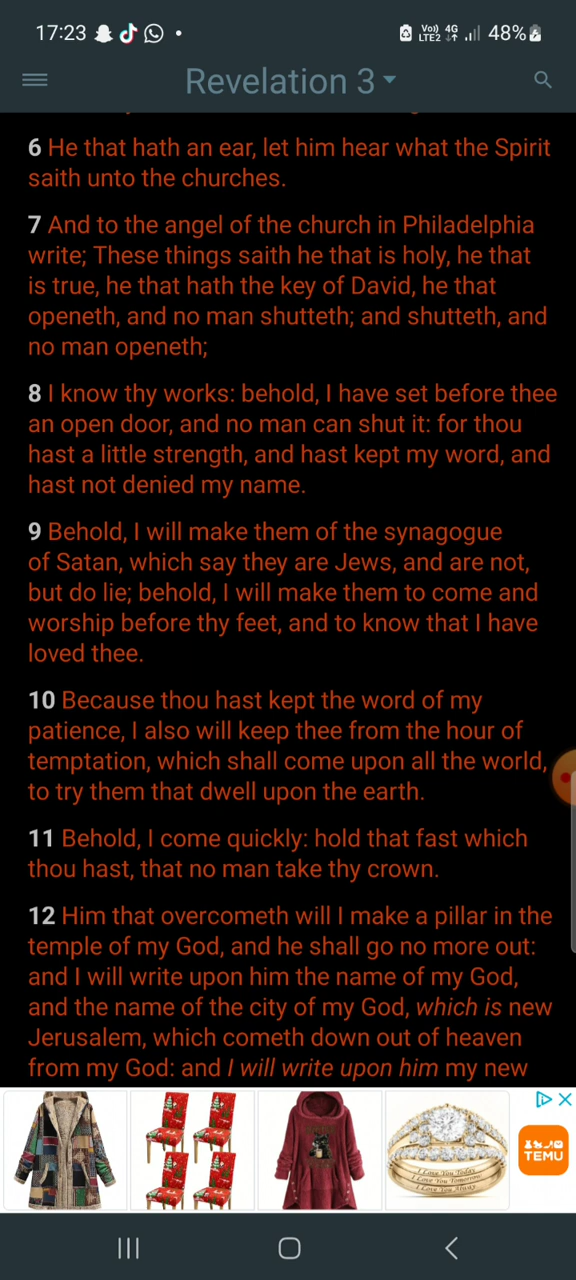 17:23
Vo)) 4G
LTE2
48%
Revelation 3
6 He that hath an ear, let him hear what the Spirit
saith unto the churches.
7 And to the angel of the church in Philadelphia
write; These things saith he that is holy, he that
is true, he that hath the key of David, he that
openeth, and no man shutteth; and shutteth, and
no man openeth;
8 I know thy works: behold, I have set before thee
an open door, and no man can shut it: for thou
hast a little strength, and hast kept my word, and
hast not denied my name.
9 Behold, I will make them of the synagogue
of Satan, which say they are Jews, and are not,
but do lie; behold, I will make them to come and
worship before thy feet, and to know that I have
loved thee.
10 Because thou hast kept the word of my
patience, I also will keep thee from the hour of
temptation, which shall come upon all the world,
to try them that dwell upon the earth.
11 Behold, I come quickly: hold that fast which
thou hast, that no man take thy crown.
12 Him that overcometh will I make a pillar in the
temple of my God, and he shall go no more out:
and I will write upon him the name of my God,
and the name of the city of my God, which is new
Jerusalem, which cometh down out of heaven
from my God: and I will write upon him my new
I Love You Today
I Love You Tomorrow
I Love You
TEMU